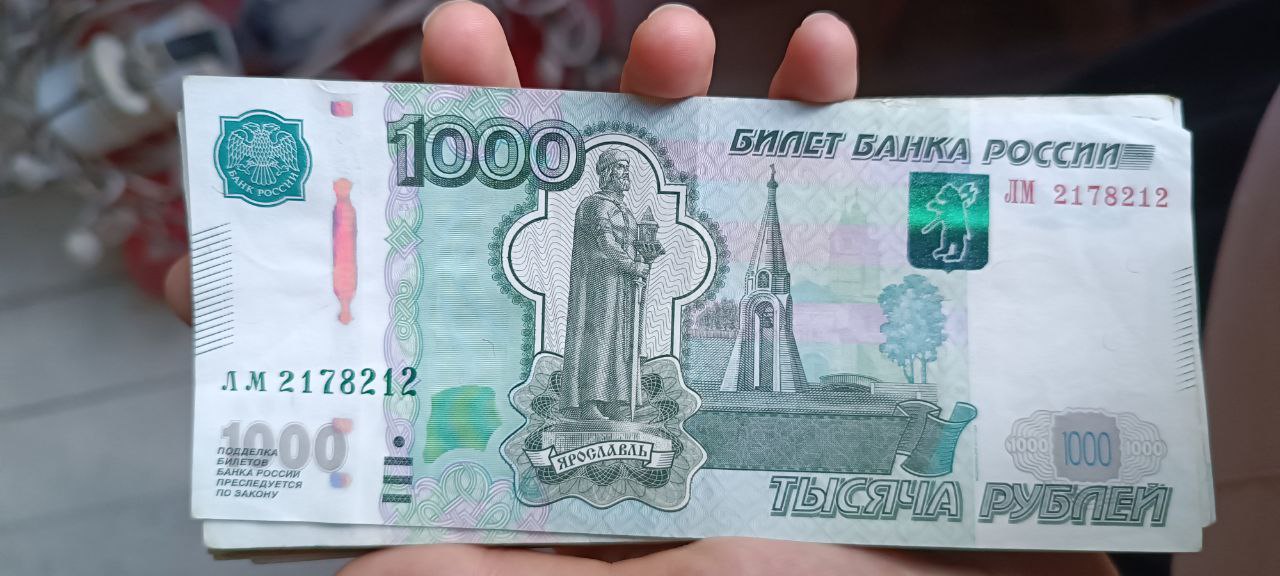 1000
БИЛЕТ БАНКА РОССИИ
БАНК РОССИИ
ЛМ 2178212
ЛМ 2178212
1000
ПОДДЕЛКА
БИЛЕТОВ
БАНКА РОССИИ
ПРЕСЛЕДУЕТСЯ
ПО ЗАКОНУ
ЯРОСЛАВЛЬ
1000 1000 1000
ТЫСЯЧА РУБЛЕЙ